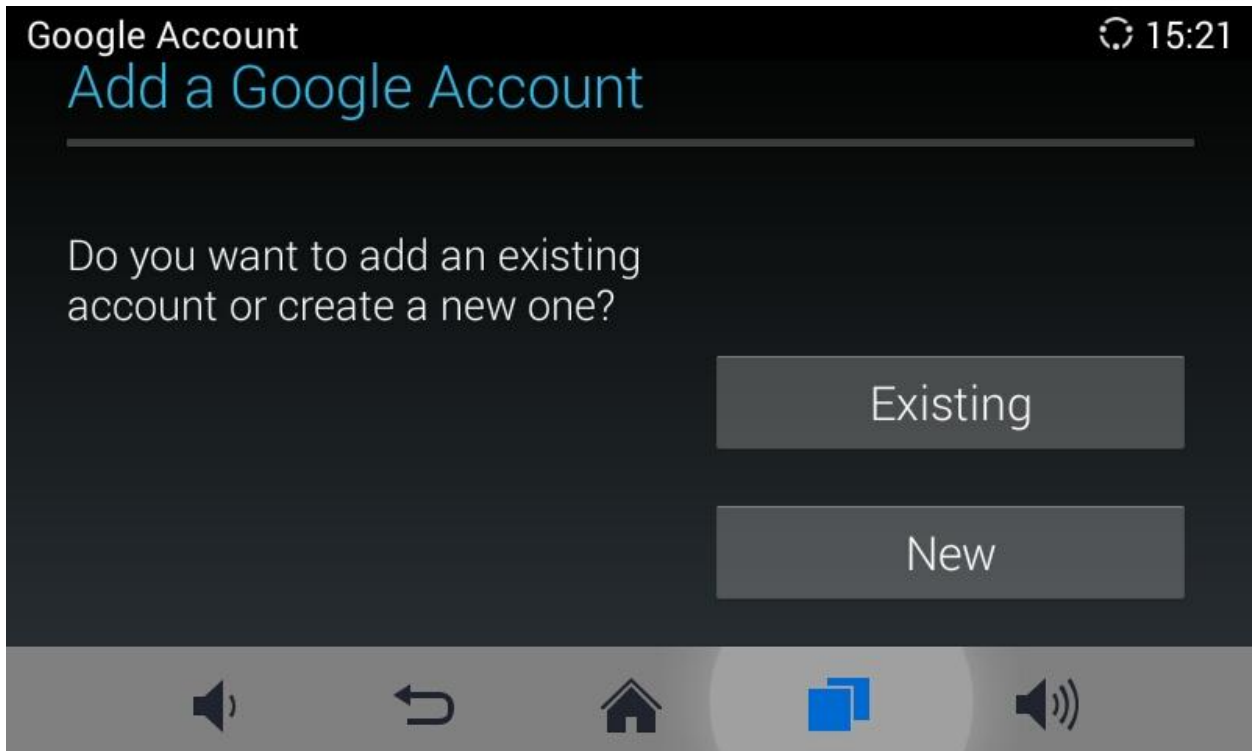 Google Account
15:21
Add a Google Account
Do you want to add an existing
account or create a new one?
Existing
New